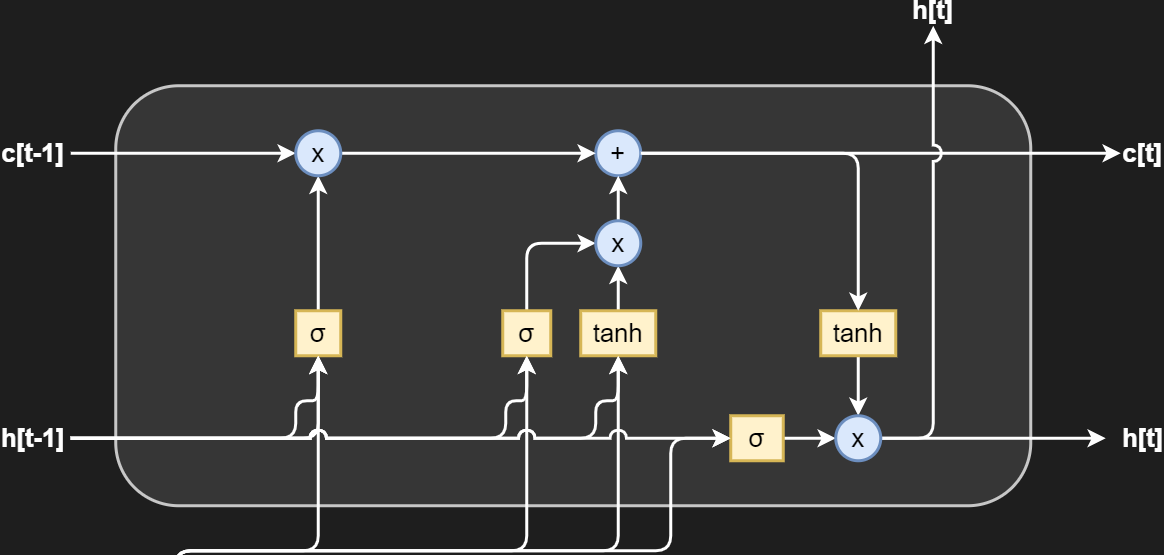 h[t]
c[t-1]
x
+
c[t]
x
σ
σ
tanh
tanh
h[t-1]
σ
x
h[t]